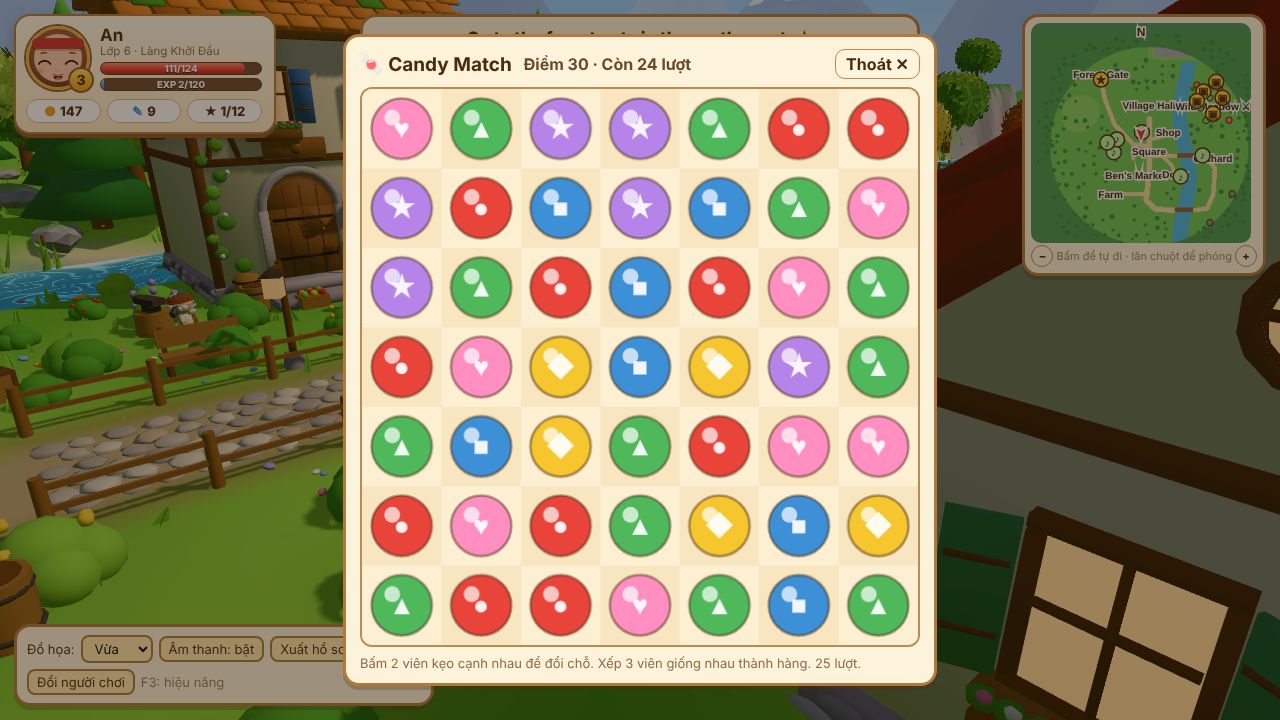 An
Lớp 6 · Làng Khởi Đầu
111/124
3
EXP 2/120
147
9
★ 1/12
🍬 Candy Match Điểm 30 · Còn 24 lượt
Thoát ✕
N
Village Hall
Shop
Square
Ben's Market
Farm
− Bấm để tự đi · lăn chuột để phóng +
Đồ họa: Vừa Âm thanh: bật Xuất hồ
Đổi người chơi F3: hiệu năng
Bấm 2 viên kẹo cạnh nhau để đổi chỗ. Xếp 3 viên giống nhau thành hàng. 25 lượt.